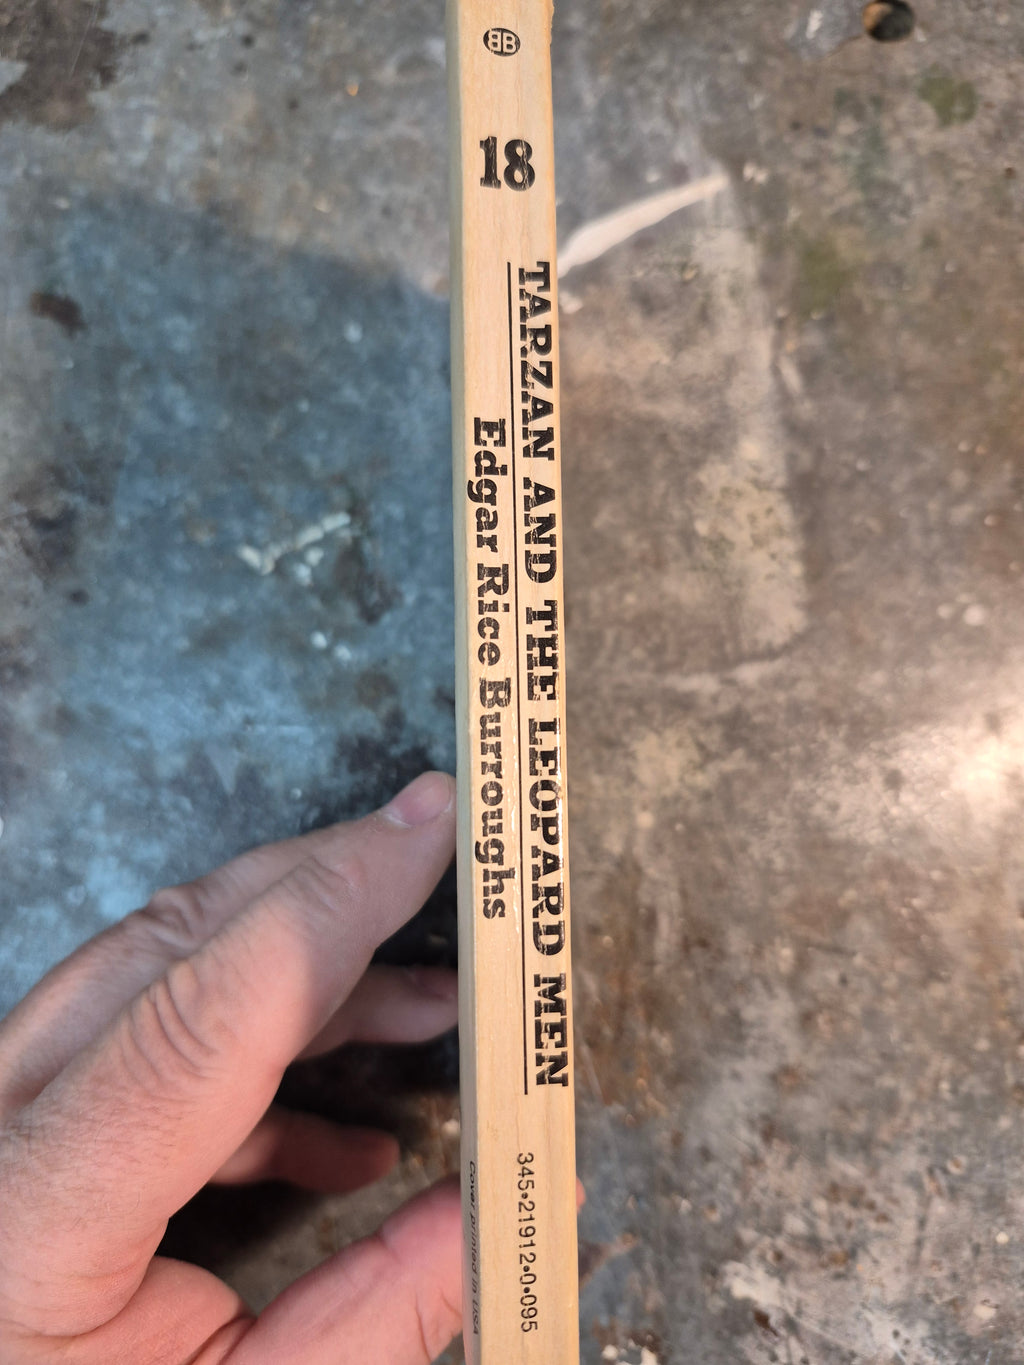 BB
18
TARZAN AND THE LEOPARD MEN
Edgar Rice Burroughs
345•21912•0•095
Cover printed in USA